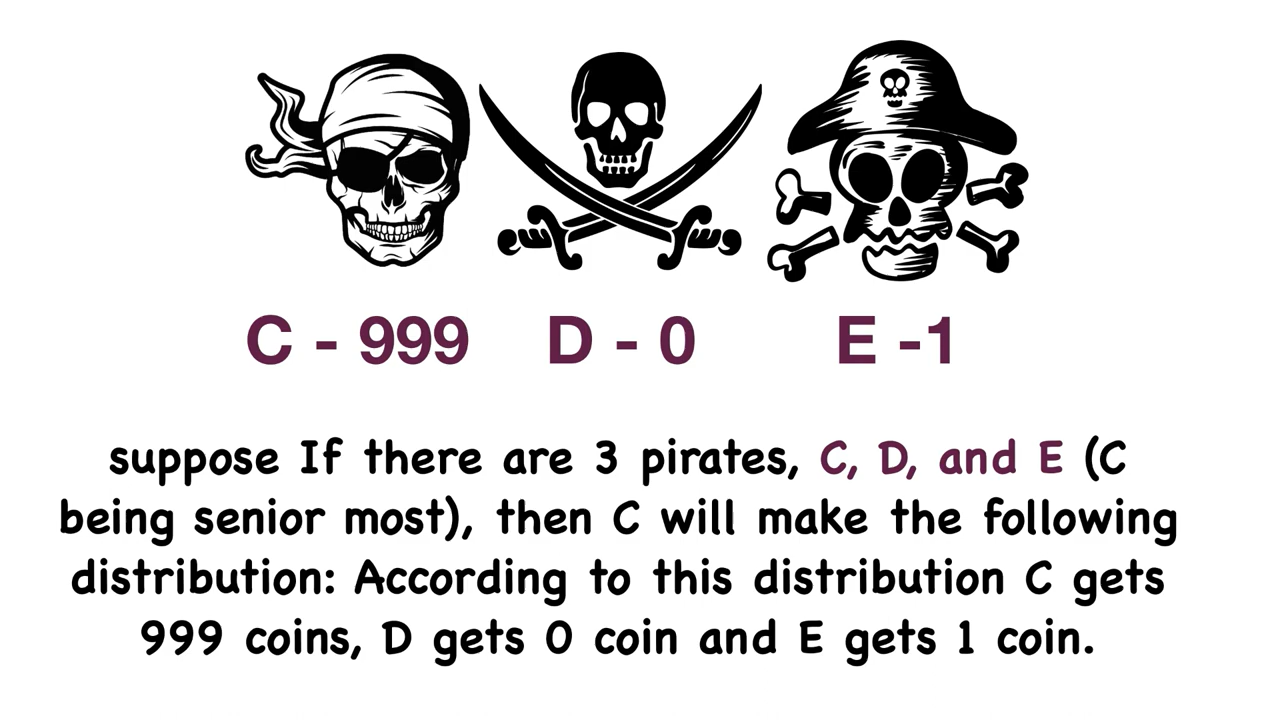 C - 999 D - 0 E -1
suppose If there are 3 pirates, C, D, and E (C
being senior most), then C will make the following
distribution: According to this distribution C gets
999 coins, D gets 0 coin and E gets 1 coin.